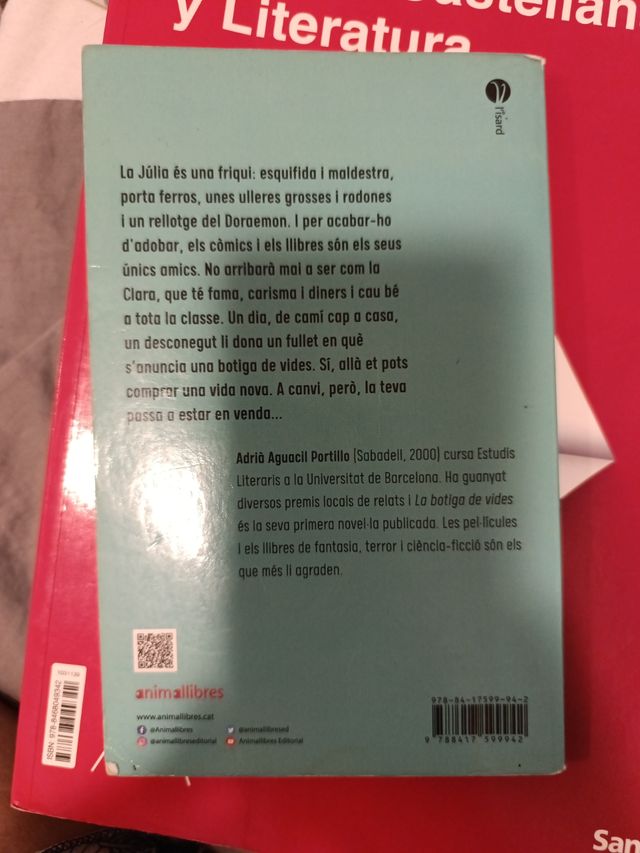 Castellan
y Literatura
l'isard
La Júlia és una friqui: esquifida i maldestra,
porta ferros, unes ulleres grosses i rodones
i un rellotge del Doraemon. I per acabar-ho
d'adobar, els còmics i els llibres són els seus
únics amics. No arribarà mai a ser com la
Clara, que té fama, carisma i diners i cau bé
a tota la classe. Un dia, de camí cap a casa,
un desconegut li dona un fullet en què
s'anuncia una botiga de vides. Sí, allà et pots
comprar una vida nova. A canvi, però, la teva
passa a estar en venda...
Adrià Aguacil Portillo (Sabadell, 2000) cursa Estudis
Literaris a la Universitat de Barcelona. Ha guanyat
diversos premis locals de relats i La botiga de vides
és la seva primera novel·la publicada. Les pel·lícules
i els llibres de fantasia, terror i ciència-ficció són els
que més li agraden.
animallibres
www.animallibres.cat
@Animallibres
@animallibresed
@animallibreseditorial
Animallibres Editorial
978-84-17599-94-2
9 788417 599942
ISBN: 978-8468049342
San